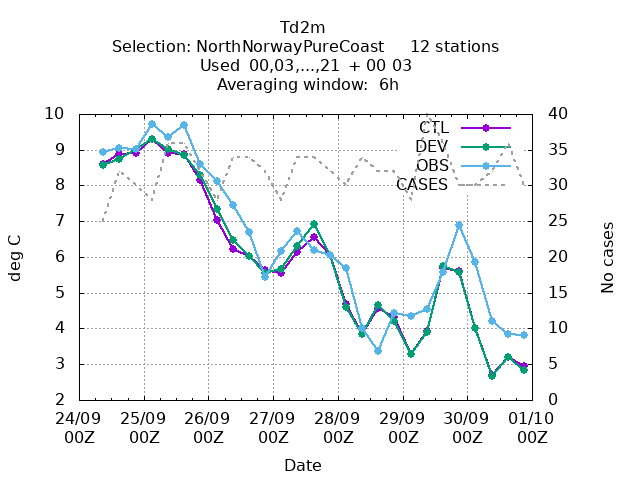 Td2m
Selection: NorthNorwayPureCoast 12 stations
Used 00,03,...,21 + 00 03
Averaging window: 6h
CTL
DEV
OBS
CASES
10
9
8
7
6
5
4
3
2
deg C
40
35
30
25
20
15
10
5
0
No cases
24/09 25/09 26/09 27/09 28/09 29/09 30/09 01/10
00Z 00Z 00Z 00Z 00Z 00Z 00Z 00Z
Date